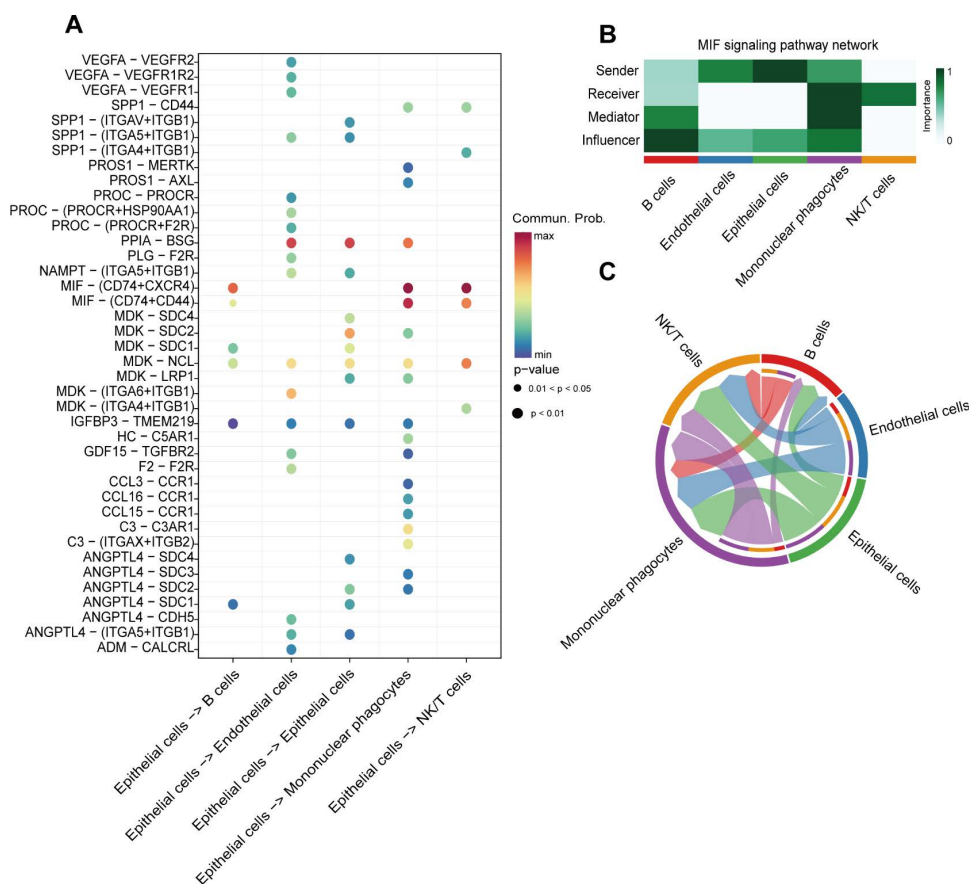 A
VEGFA − VEGFR2
VEGFA − VEGFR1R2
VEGFA − VEGFR1
SPP1 − CD44
SPP1 − (ITGAV+ITGB1)
SPP1 − (ITGA5+ITGB1)
SPP1 − (ITGA4+ITGB1)
PROS1 − MERTK
PROS1 − AXL
PROC − PROCR
PROC − (PROCR+HSP90AA1)
PROC − (PROCR+F2R)
PPIA − BSG
PLG − F2R
NAMPT − (ITGA5+ITGB1)
MIF − (CD74+CXCR4)
MIF − (CD74+CD44)
MDK − SDC4
MDK − SDC2
MDK − SDC1
MDK − NCL
MDK − LRP1
MDK − (ITGA6+ITGB1)
MDK − (ITGA4+ITGB1)
IGFBP3 − TMEM219
HC − C5AR1
GDF15 − TGFBR2
F2 − F2R
CCL3 − CCR1
CCL16 − CCR1
CCL15 − CCR1
C3 − C3AR1
C3 − (ITGAX+ITGB2)
ANGPTL4 − SDC4
ANGPTL4 − SDC3
ANGPTL4 − SDC2
ANGPTL4 − SDC1
ANGPTL4 − CDH5
ANGPTL4 − (ITGA5+ITGB1)
ADM − CALCRL
Epithelial cells −> B cells
Epithelial cells −> Endothelial cells
Epithelial cells −> Epithelial cells
Epithelial cells −> Mononuclear phagocytes
Epithelial cells −> NK/T cells
Commun. Prob.
max
min
p−value
0.01 < p < 0.05
p < 0.01
B
MIF signaling pathway network
Sender
Receiver
Mediator
Influencer
B cells
Endothelial cells
Epithelial cells
Mononuclear phagocytes
NK/T cells
Importance
1
0
C
NK/T cells
B cells
Endothelial cells
Epithelial cells
Mononuclear phagocytes